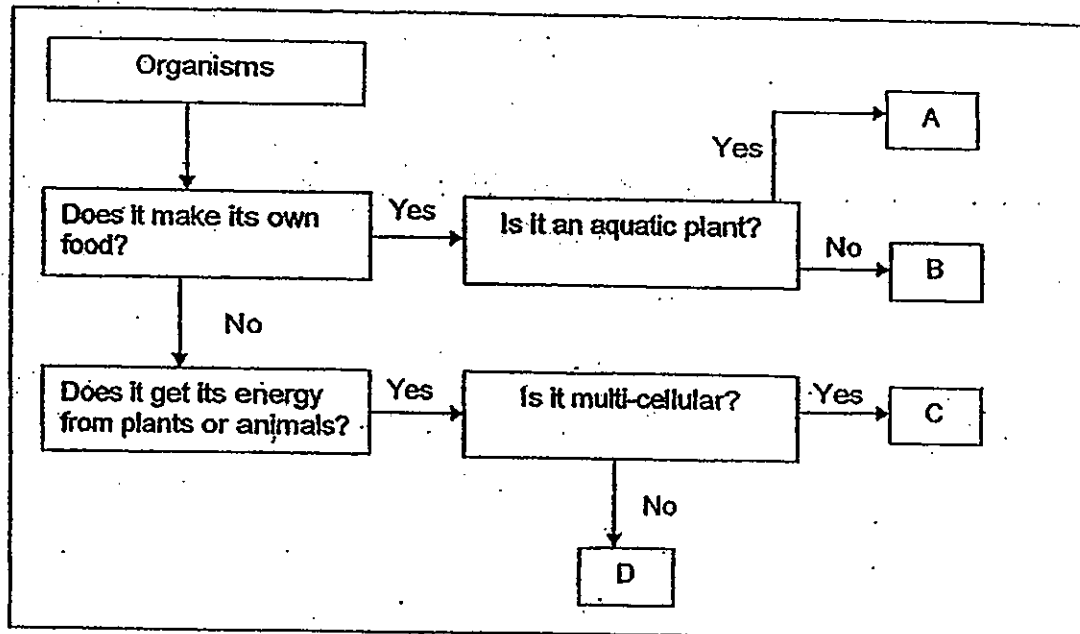 Organisms
Yes
A
Does it make its own
food?
Yes
Is it an aquatic plant?
No
B
No
Does it get its energy
from plants or animals?
Yes
Is it multi-cellular?
Yes
C
No
D